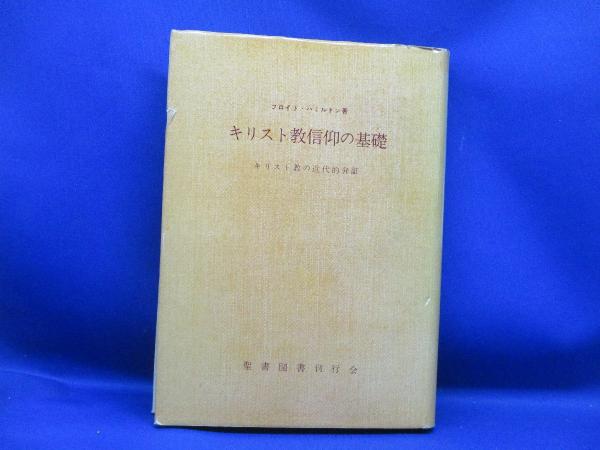 フロイド・ハミルトン著
キリスト教信仰の基礎
キリスト教の近代的弁証
聖書図書刊行会